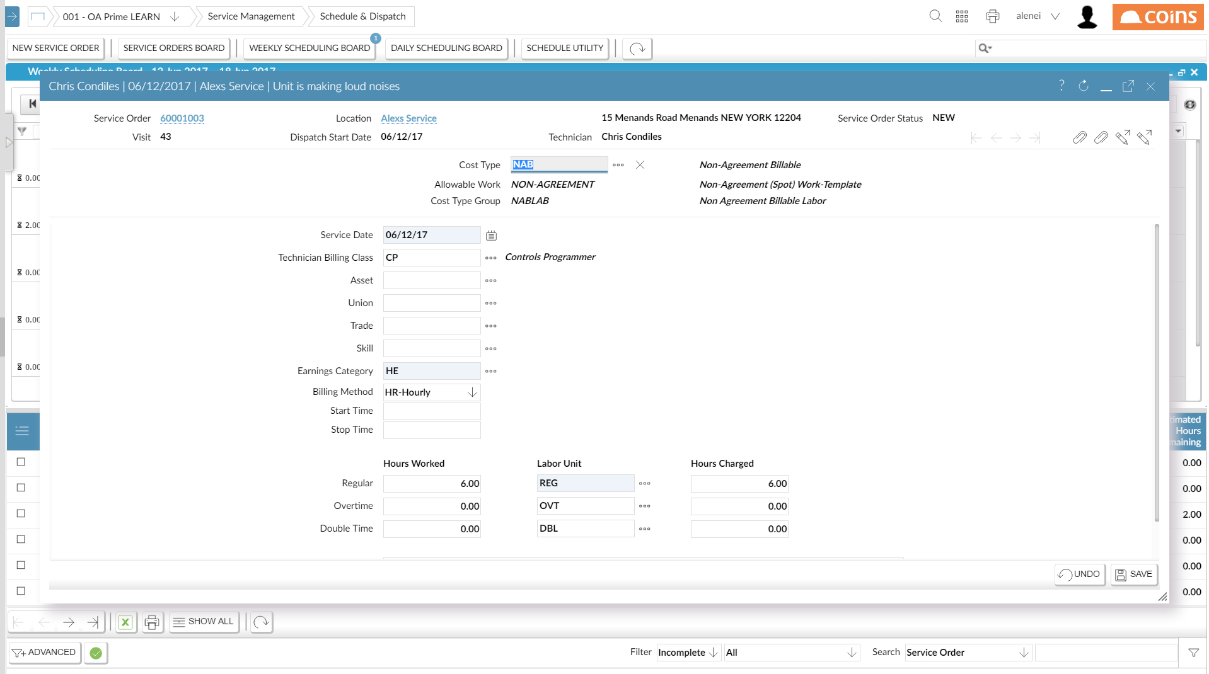 001 - OA Prime LEARN Service Management Schedule & Dispatch alenei coins
NEW SERVICE ORDER SERVICE ORDERS BOARD WEEKLY SCHEDULING BOARD 1 DAILY SCHEDULING BOARD SCHEDULE UTILITY
Chris Condiles | 06/12/2017 | Alexs Service | Unit is making loud noises ?
Service Order 60001003 Location Alexs Service 15 Menands Road Menands NEW YORK 12204 Service Order Status NEW
Visit 43 Dispatch Start Date 06/12/17 Technician Chris Condiles
Cost Type NAB Non-Agreement Billable
Allowable Work NON-AGREEMENT Non-Agreement (Spot) Work-Template
Cost Type Group NABLAB Non Agreement Billable Labor
0.00
2.00
0.00
0.00
0.00
Service Date 06/12/17
Technician Billing Class CP Controls Programmer
Asset
Union
Trade
Skill
Earnings Category HE
Billing Method HR-Hourly
Start Time
Stop Time
Hours Worked Labor Unit Hours Charged
Regular 6.00 REG 6.00
Overtime 0.00 OVT 0.00
Double Time 0.00 DBL 0.00
UNDO SAVE
Hours
0.00
0.00
2.00
0.00
0.00
0.00
SHOW ALL
ADVANCED Filter Incomplete All Search Service Order